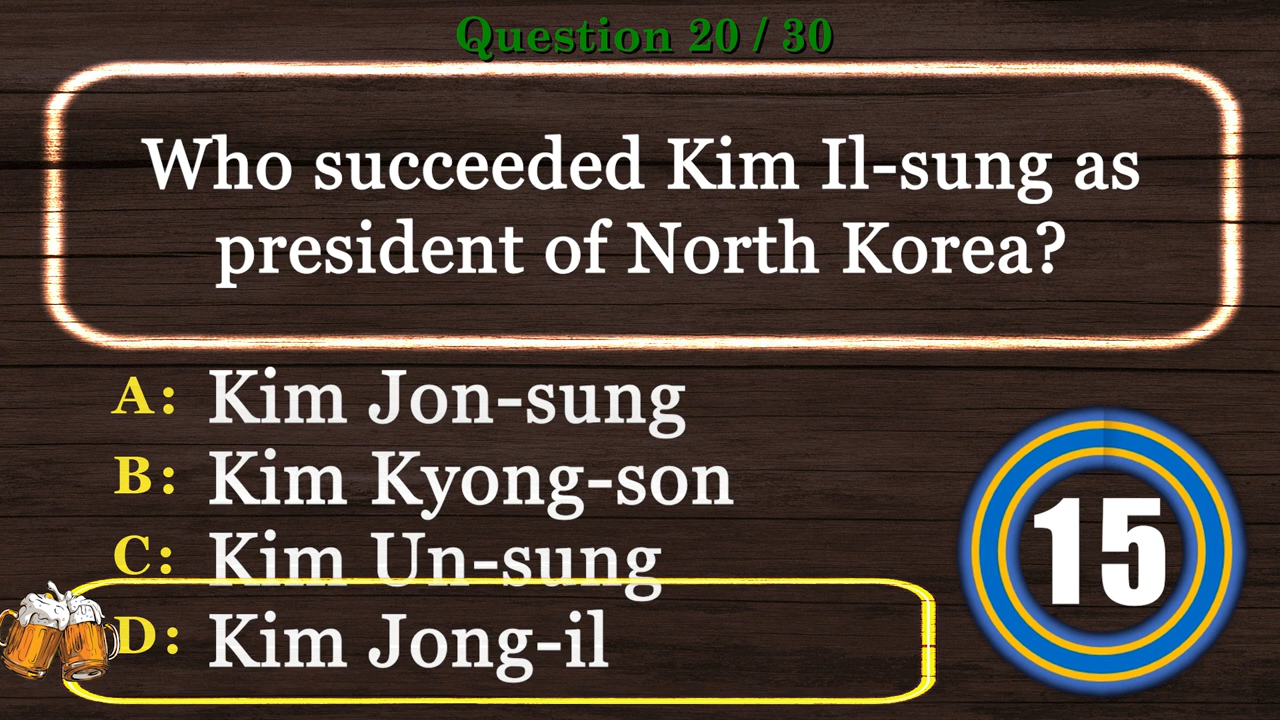 Question 20 / 30
Who succeeded Kim Il-sung as
president of North Korea?
A: Kim Jon-sung
B: Kim Kyong-son
C: Kim Un-sung
D: Kim Jong-il
15